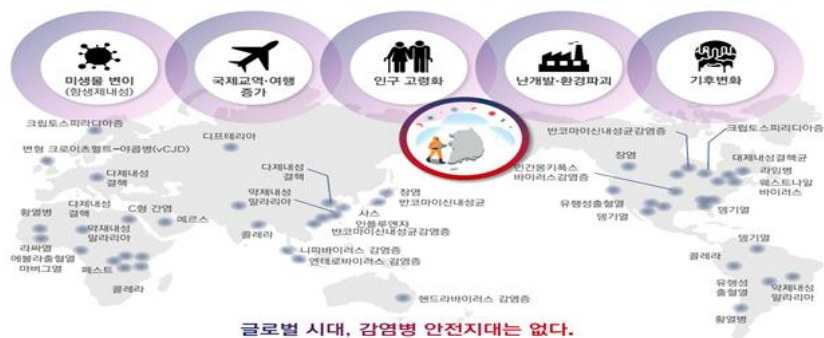 미생물 변이
(항생제내성)
국제교역·여행
증가
인구 고령화
난개발·환경파괴
기후변화
크립토스피라디아증
변형 크로이츠펠트-야콥병(vCJD)
다제내성
결핵
디프테리아
황열병
다제내성
결핵
C형 간염
메르스
약재내성
말라리아
라싸열
에볼라출혈열
마버그열
페스트
콜레라
다제내성
결핵
약제내성
말라리아
콜레라
장염
반코마이신내성균
사스
인플루엔자
반코마이신내성균감염증
니파바이러스 감염증
엔테로바이러스 감염증
헨드라바이러스 감염증
반코마이신내성균감염증
크립토스피리디아증
장염
인간몽키폭스
바이러스감염증
대제내성결핵균
라임병
웨스트나일
바이러스
유행성출혈열
뎅기열
뎅기열
뎅기열
콜레라
유행성
출혈열
약제내성
말라리아
황열병
글로벌 시대, 감염병 안전지대는 없다.